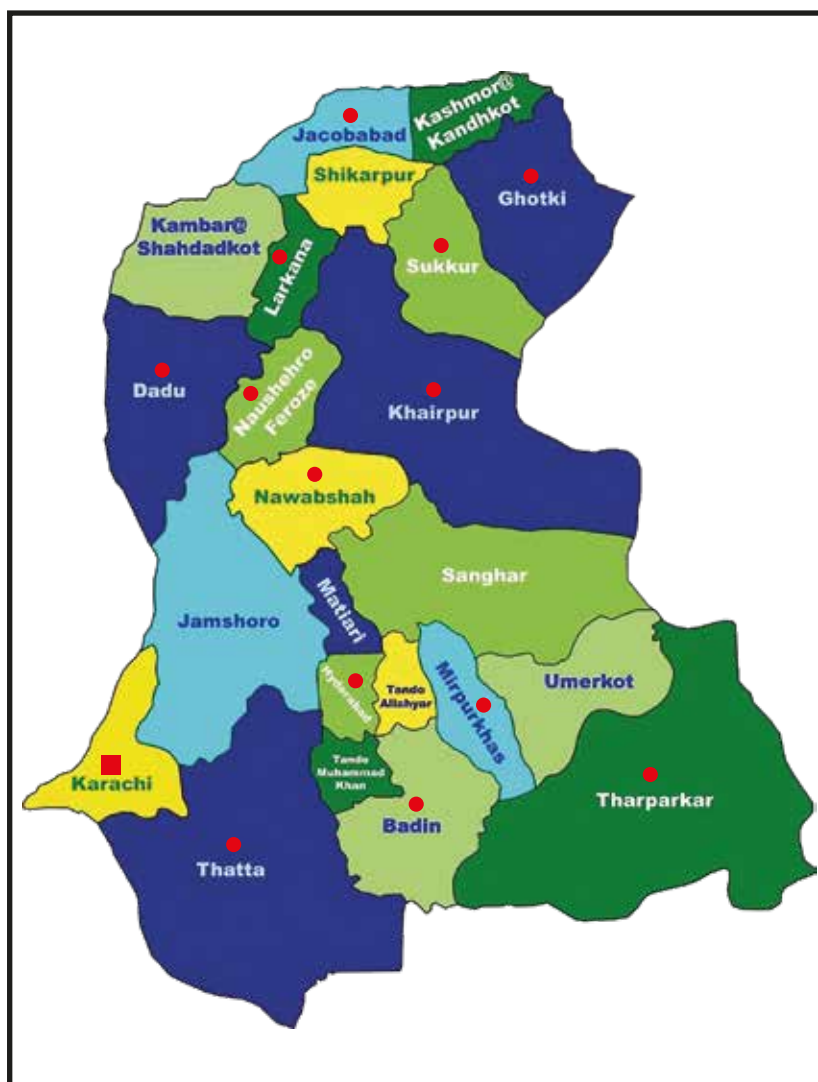 Kashmor@
Kandhkot
Jacobabad
Shikarpur
Ghotki
Kambar@
Shahdadkot
Larkana
Sukkur
Dadu
Naushehro
Feroze
Khairpur
Nawabshah
Sanghar
Matiari
Jamshoro
Hyderabad
Tando
Allahyar
Mirpurkhas
Umerkot
Tando
Muhammad
Khan
Karachi
Tharparkar
Badin
Thatta